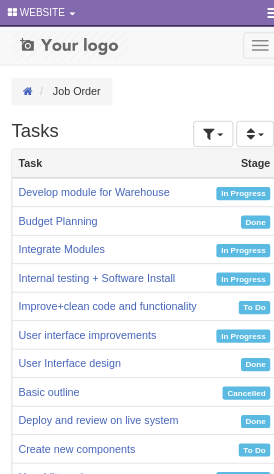 WEBSITE
Your logo
/ Job Order
Tasks
Task Stage
Develop module for Warehouse In Progress
Budget Planning Done
Integrate Modules In Progress
Internal testing + Software Install In Progress
Improve+clean code and functionality To Do
User interface improvements In Progress
User Interface design Done
Basic outline Cancelled
Deploy and review on live system Done
Create new components To Do